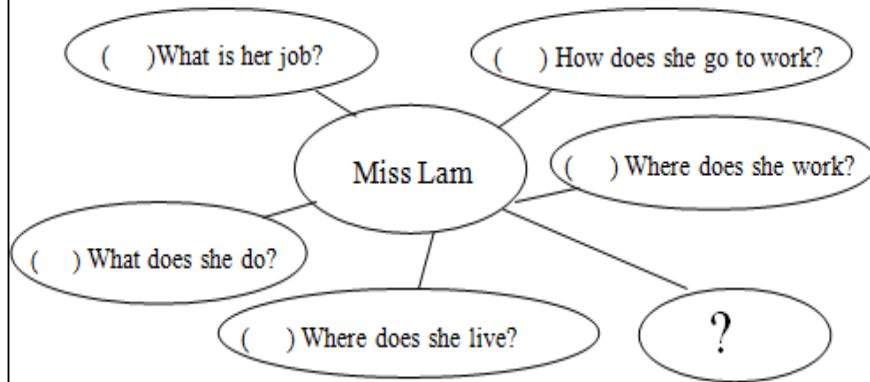 (    )What is her job?
(    ) How does she go to work?
Miss Lam
(    ) Where does she work?
(    ) What does she do?
(    ) Where does she live?
?